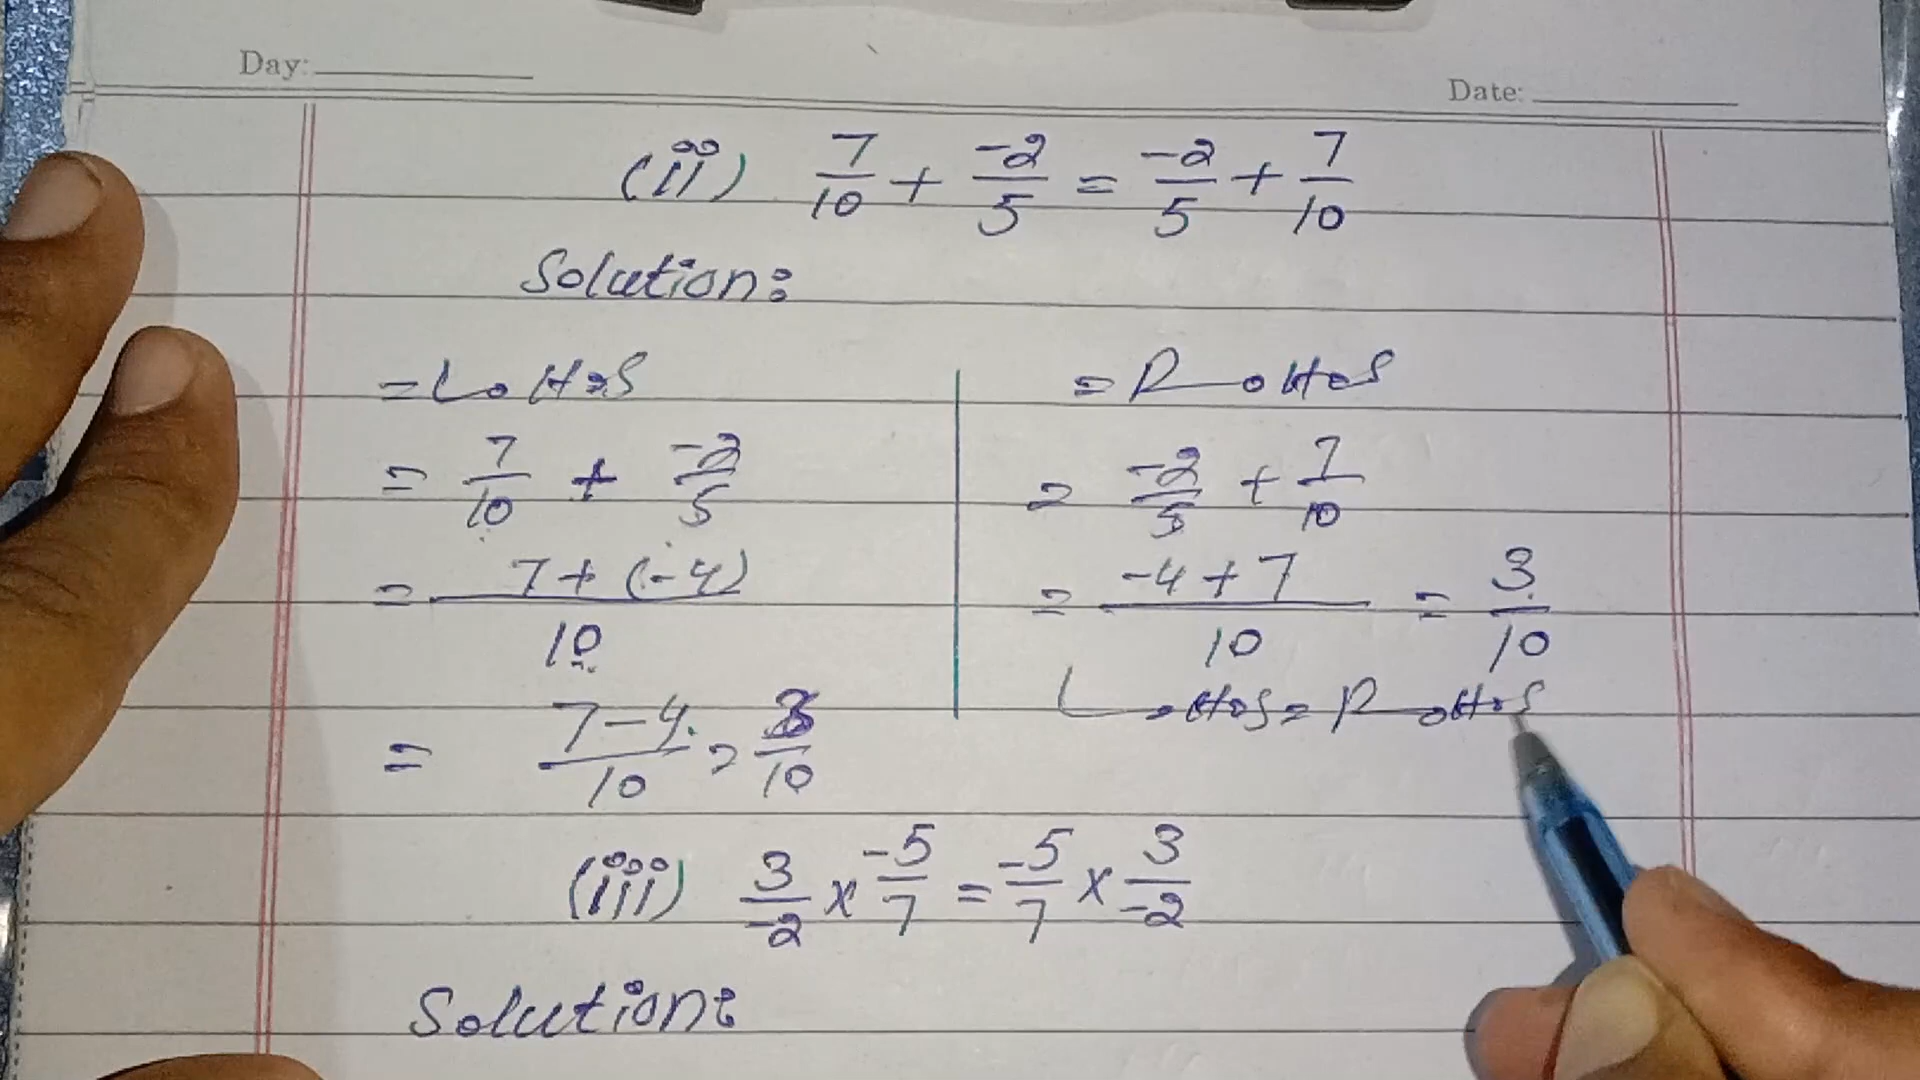 Day: Date:
(ii) 7/10 + -2/5 = -2/5 + 7/10
Solution:
= L.H.S
= 7/10 + -2/5
= 7+(-4)/10
= 7-4/10 = 3/10
= R.H.S
= -2/5 + 7/10
= -4+7/10 = 3/10
L.H.S = R.H.S
(iii) 3/-2 x -5/7 = -5/7 x 3/-2
Solution: